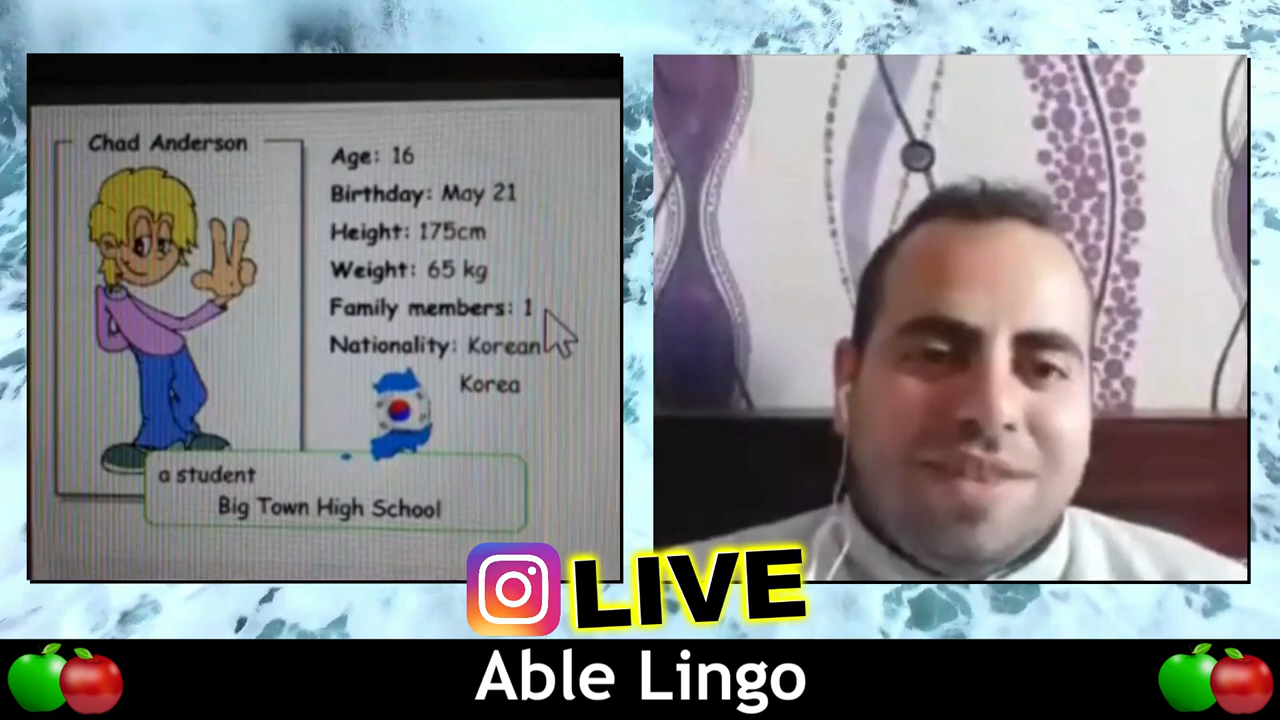 Chad Anderson
Age: 16
Birthday: May 21
Height: 175cm
Weight: 65 kg
Family members: 1
Nationality: Korean
Korea
a student
Big Town High School
LIVE
Able Lingo